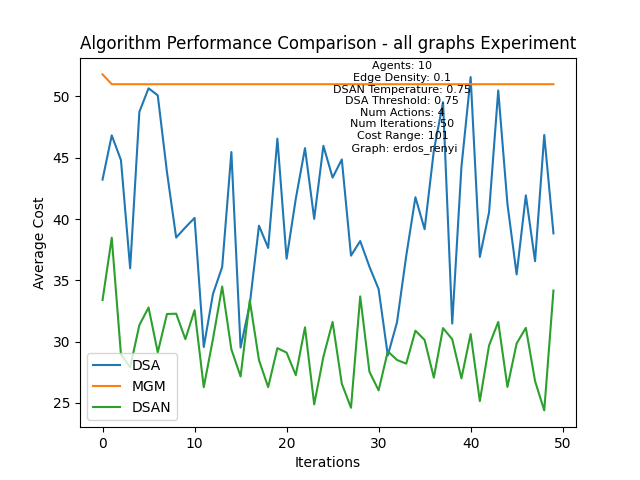 Algorithm Performance Comparison - all graphs Experiment
Agents: 10
Edge Density: 0.1
DSAN Temperature: 0.75
DSA Threshold: 0.75
Num Actions: 4
Num Iterations: 50
Cost Range: 101
Graph: erdos_renyi
50
45
40
35
30
25
Average Cost
DSA
MGM
DSAN
0 10 20 30 40 50
Iterations